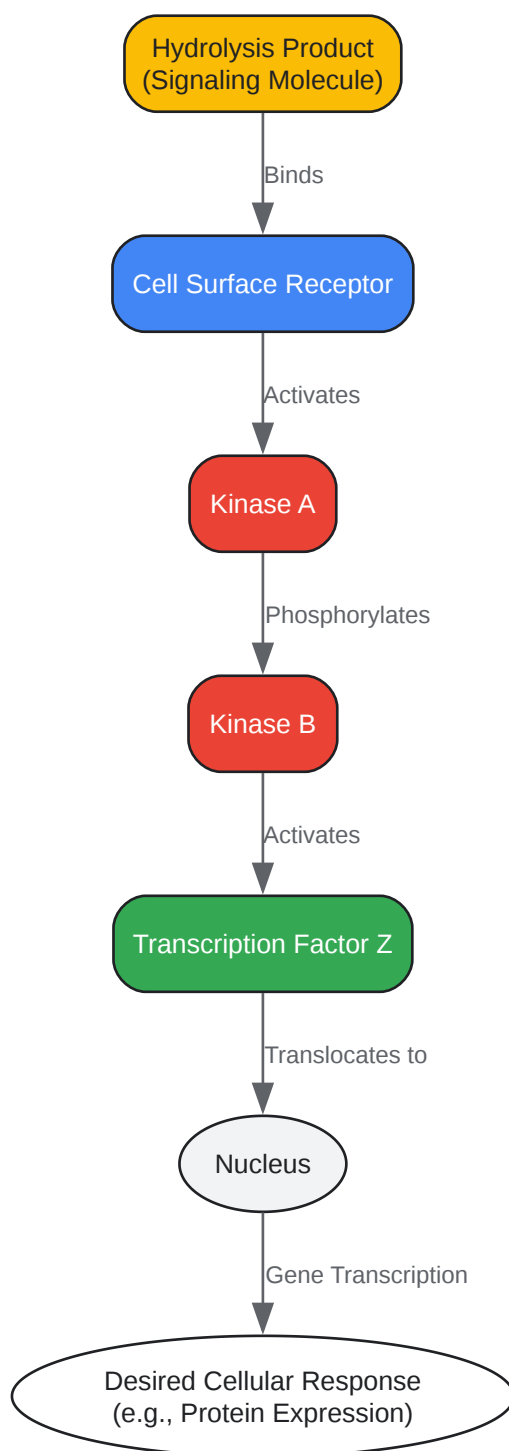 Hydrolysis Product
(Signaling Molecule)
Binds
Cell Surface Receptor
Activates
Kinase A
Phosphorylates
Kinase B
Activates
Transcription Factor Z
Translocates to
Nucleus
Gene Transcription
Desired Cellular Response
(e.g., Protein Expression)